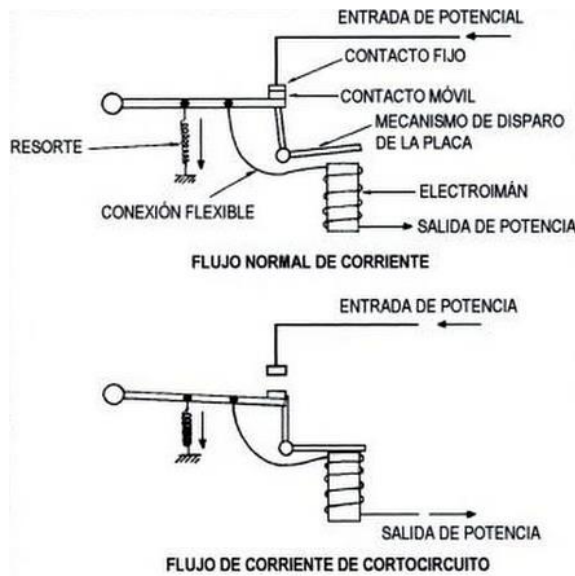 ENTRADA DE POTENCIAL
CONTACTO FIJO
CONTACTO MÓVIL
MECANISMO DE DISPARO
DE LA PLACA
RESORTE
ELECTROIMÁN
CONEXIÓN FLEXIBLE
SALIDA DE POTENCIA
FLUJO NORMAL DE CORRIENTE
ENTRADA DE POTENCIA
SALIDA DE POTENCIA
FLUJO DE CORRIENTE DE CORTOCIRCUITO